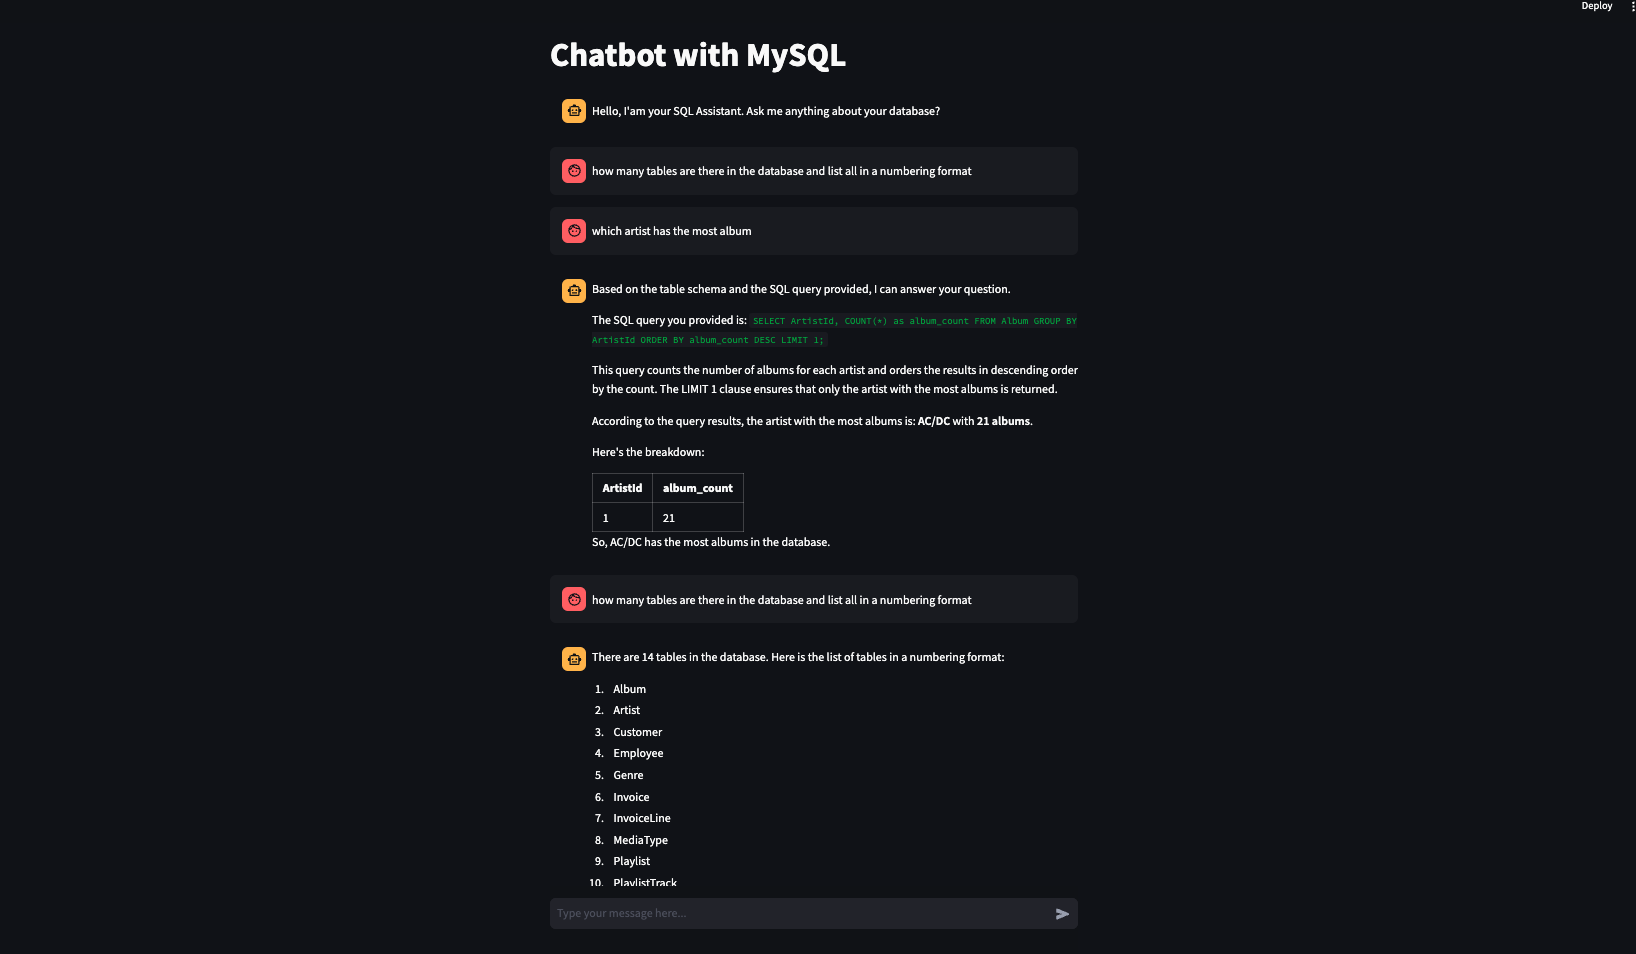 Deploy
Chatbot with MySQL
Hello, I'am your SQL Assistant. Ask me anything about your database?
how many tables are there in the database and list all in a numbering format
which artist has the most album
Based on the table schema and the SQL query provided, I can answer your question.
The SQL query you provided is: SELECT ArtistId, COUNT(*) as album_count FROM Album GROUP BY
ArtistId ORDER BY album_count DESC LIMIT 1;
This query counts the number of albums for each artist and orders the results in descending order
by the count. The LIMIT 1 clause ensures that only the artist with the most albums is returned.
According to the query results, the artist with the most albums is: AC/DC with 21 albums.
Here's the breakdown:
ArtistId album_count
1 21
So, AC/DC has the most albums in the database.
how many tables are there in the database and list all in a numbering format
There are 14 tables in the database. Here is the list of tables in a numbering format:
1. Album
2. Artist
3. Customer
4. Employee
5. Genre
6. Invoice
7. InvoiceLine
8. MediaType
9. Playlist
10. PlaylistTrack
Type your message here...